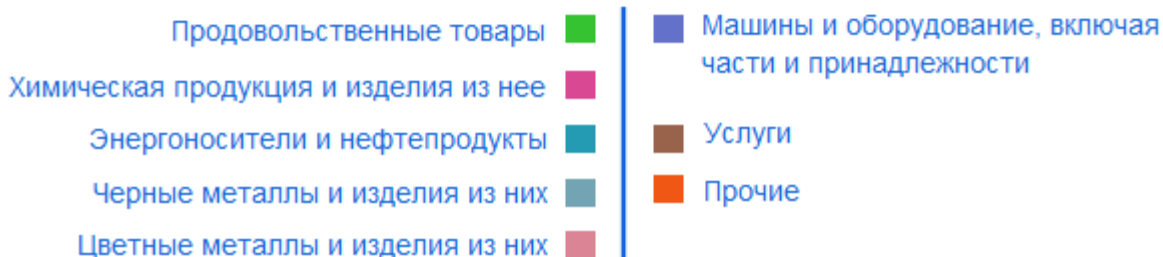 Продовольственные товары
Химическая продукция и изделия из нее
Энергоносители и нефтепродукты
Черные металлы и изделия из них
Цветные металлы и изделия из них
Машины и оборудование, включая
части и принадлежности
Услуги
Прочие